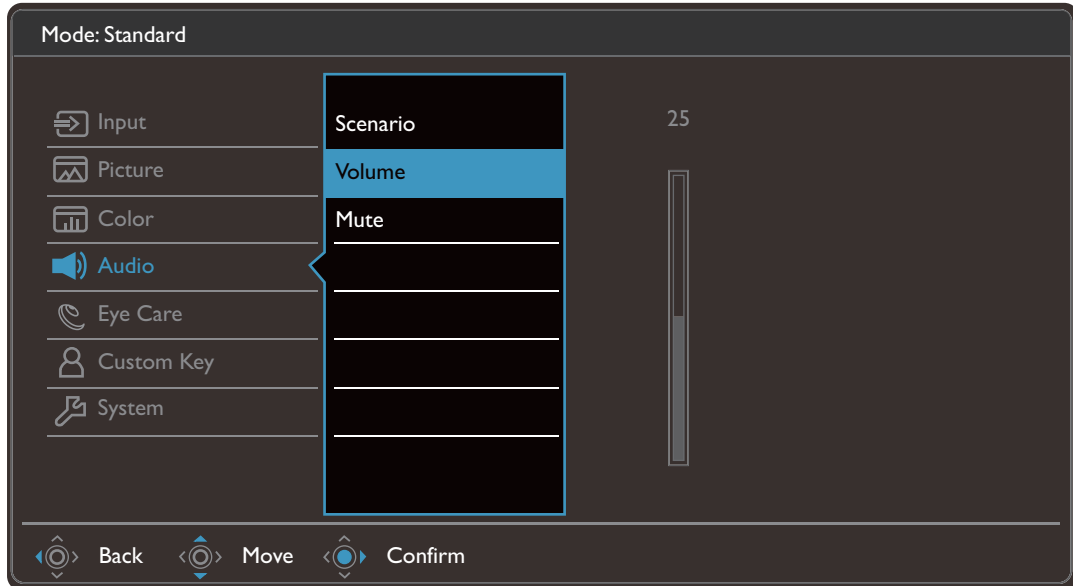 Mode: Standard
Input
Picture
Color
Audio
Eye Care
Custom Key
System
Scenario
Volume
Mute
25
Back Move Confirm